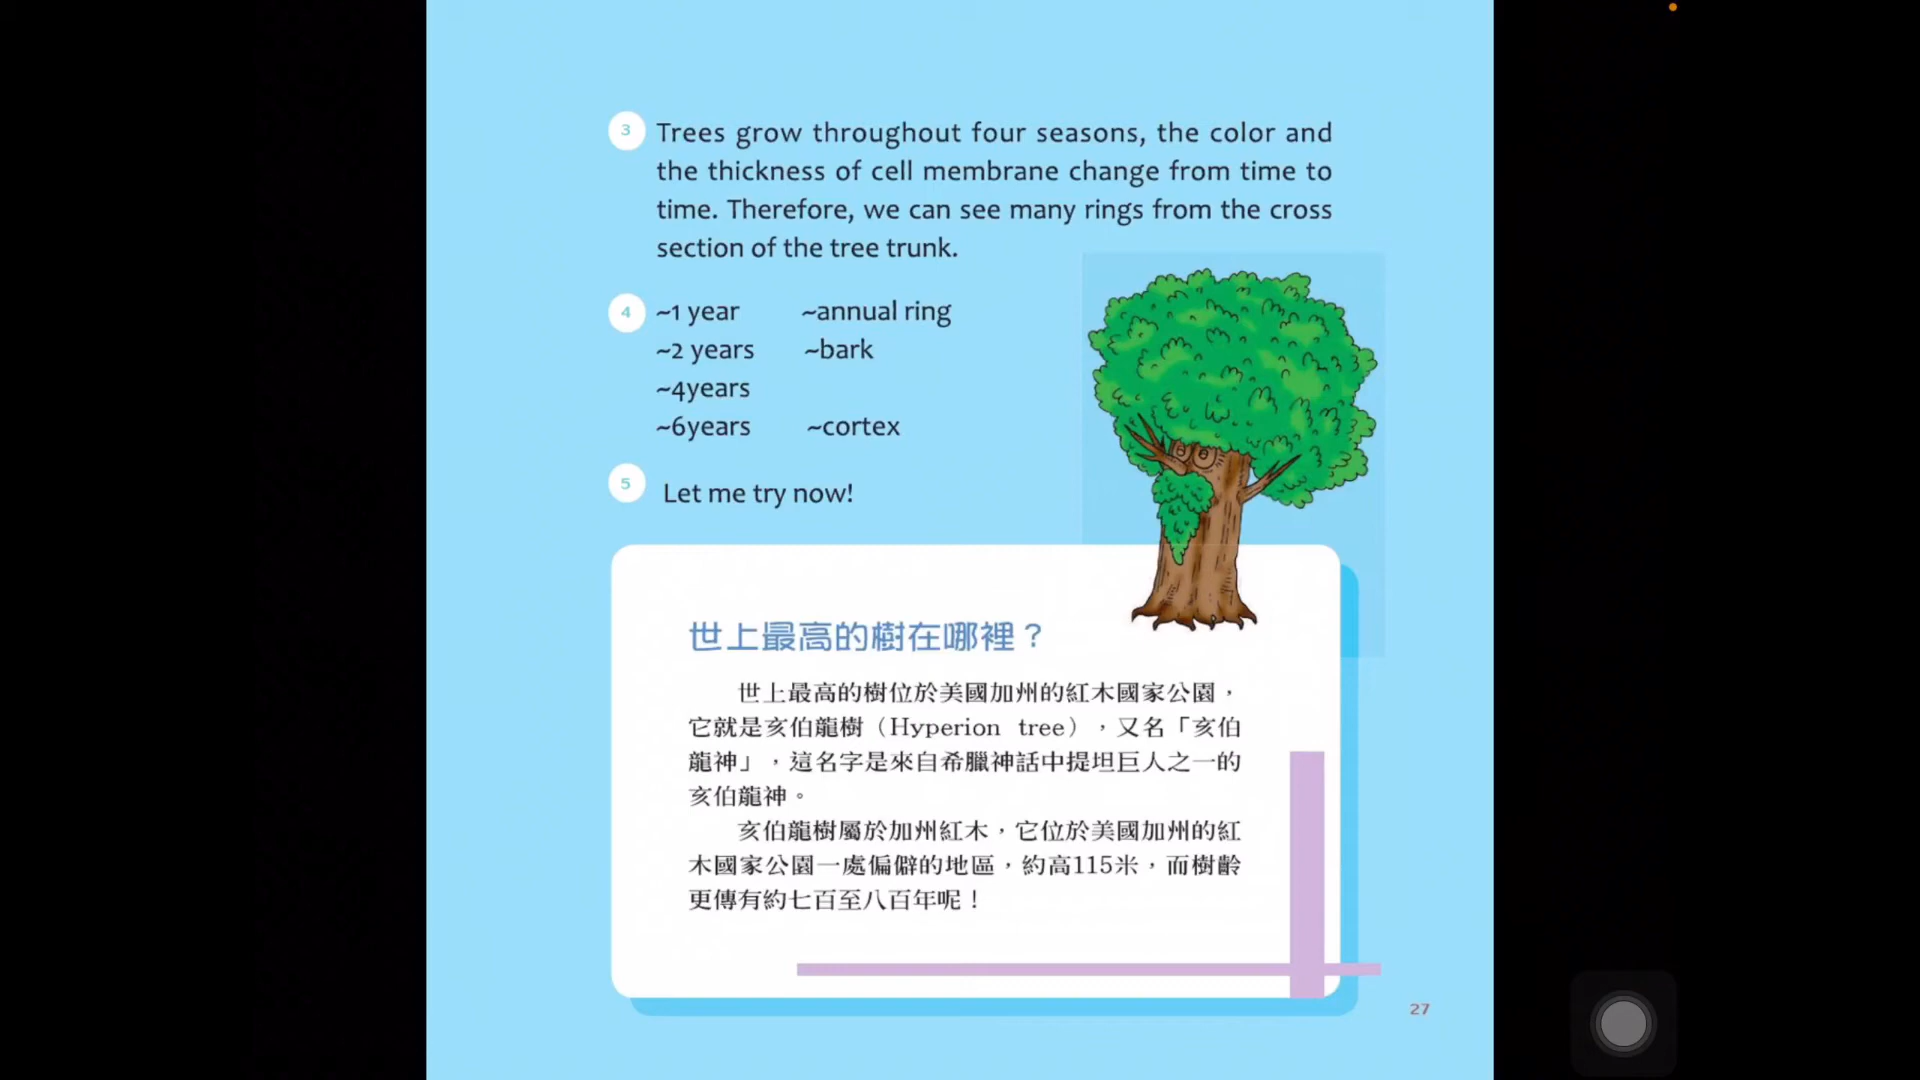 3 Trees grow throughout four seasons, the color and
the thickness of cell membrane change from time to
time. Therefore, we can see many rings from the cross
section of the tree trunk.
4 ~1 year ~annual ring
~2 years ~bark
~4years
~6years ~cortex
5 Let me try now!
世上最高的樹在哪裡？
世上最高的樹位於美國加州的紅木國家公園，
它就是亥伯龍樹（Hyperion tree），又名「亥伯
龍神」，這名字是來自希臘神話中提坦巨人之一的
亥伯龍神。
亥伯龍樹屬於加州紅木，它位於美國加州的紅
木國家公園一處偏僻的地區，約高115米，而樹齡
更傳有約七百至八百年呢！
27